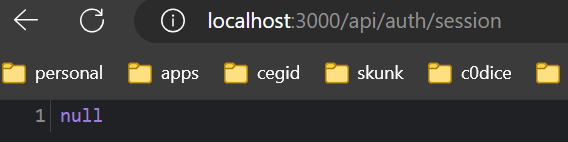 localhost:3000/api/auth/session
personal apps cegid skunk c0dice
1 null